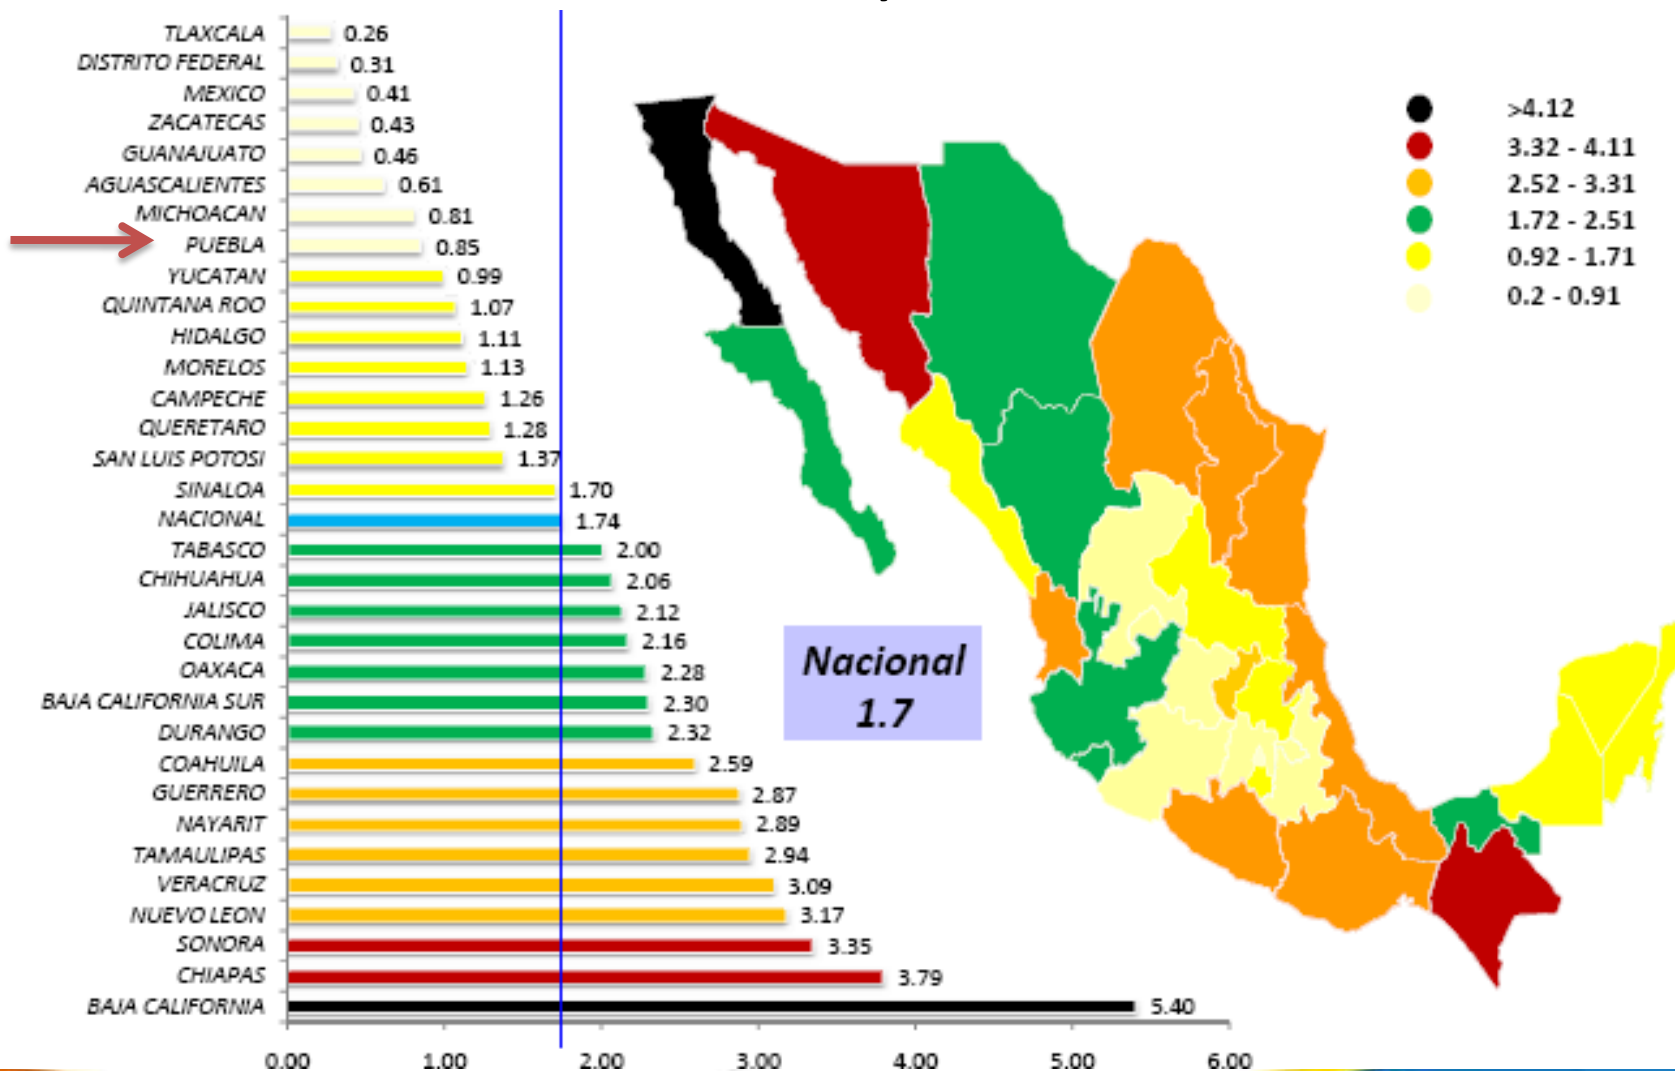 TLAXCALA 0.26
DISTRITO FEDERAL 0.31
MEXICO 0.41
ZACATECAS 0.43
GUANAJUATO 0.46
AGUASCALIENTES 0.61
MICHOACAN 0.81
PUEBLA 0.85
YUCATAN 0.99
QUINTANA ROO 1.07
HIDALGO 1.11
MORELOS 1.13
CAMPECHE 1.26
QUERETARO 1.28
SAN LUIS POTOSI 1.37
SINALOA 1.70
NACIONAL 1.74
TABASCO 2.00
CHIHUAHUA 2.06
JALISCO 2.12
COLIMA 2.16
OAXACA 2.28
BAJA CALIFORNIA SUR 2.30
DURANGO 2.32
COAHUILA 2.59
GUERRERO 2.87
NAYARIT 2.89
TAMAULIPAS 2.94
VERACRUZ 3.09
NUEVO LEON 3.17
SONORA 3.35
CHIAPAS 3.79
BAJA CALIFORNIA 5.40
0.00 1.00 2.00 3.00 4.00 5.00 6.00
Nacional
1.7
>4.12
3.32 - 4.11
2.52 - 3.31
1.72 - 2.51
0.92 - 1.71
0.2 - 0.91